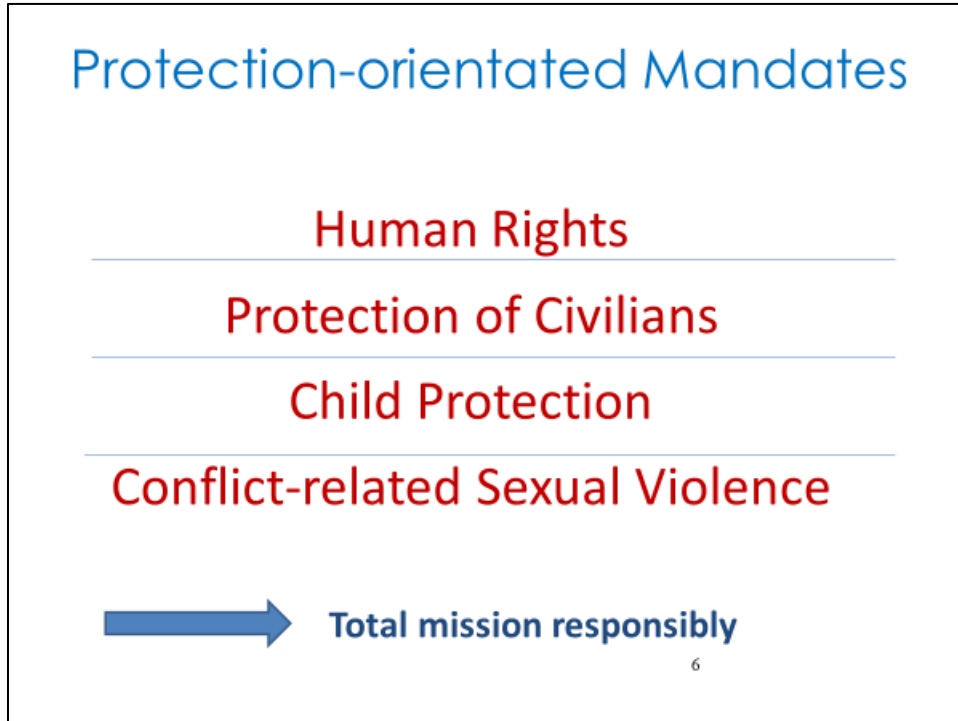 Protection-orientated Mandates
Human Rights
Protection of Civilians
Child Protection
Conflict-related Sexual Violence
Total mission responsibly
6